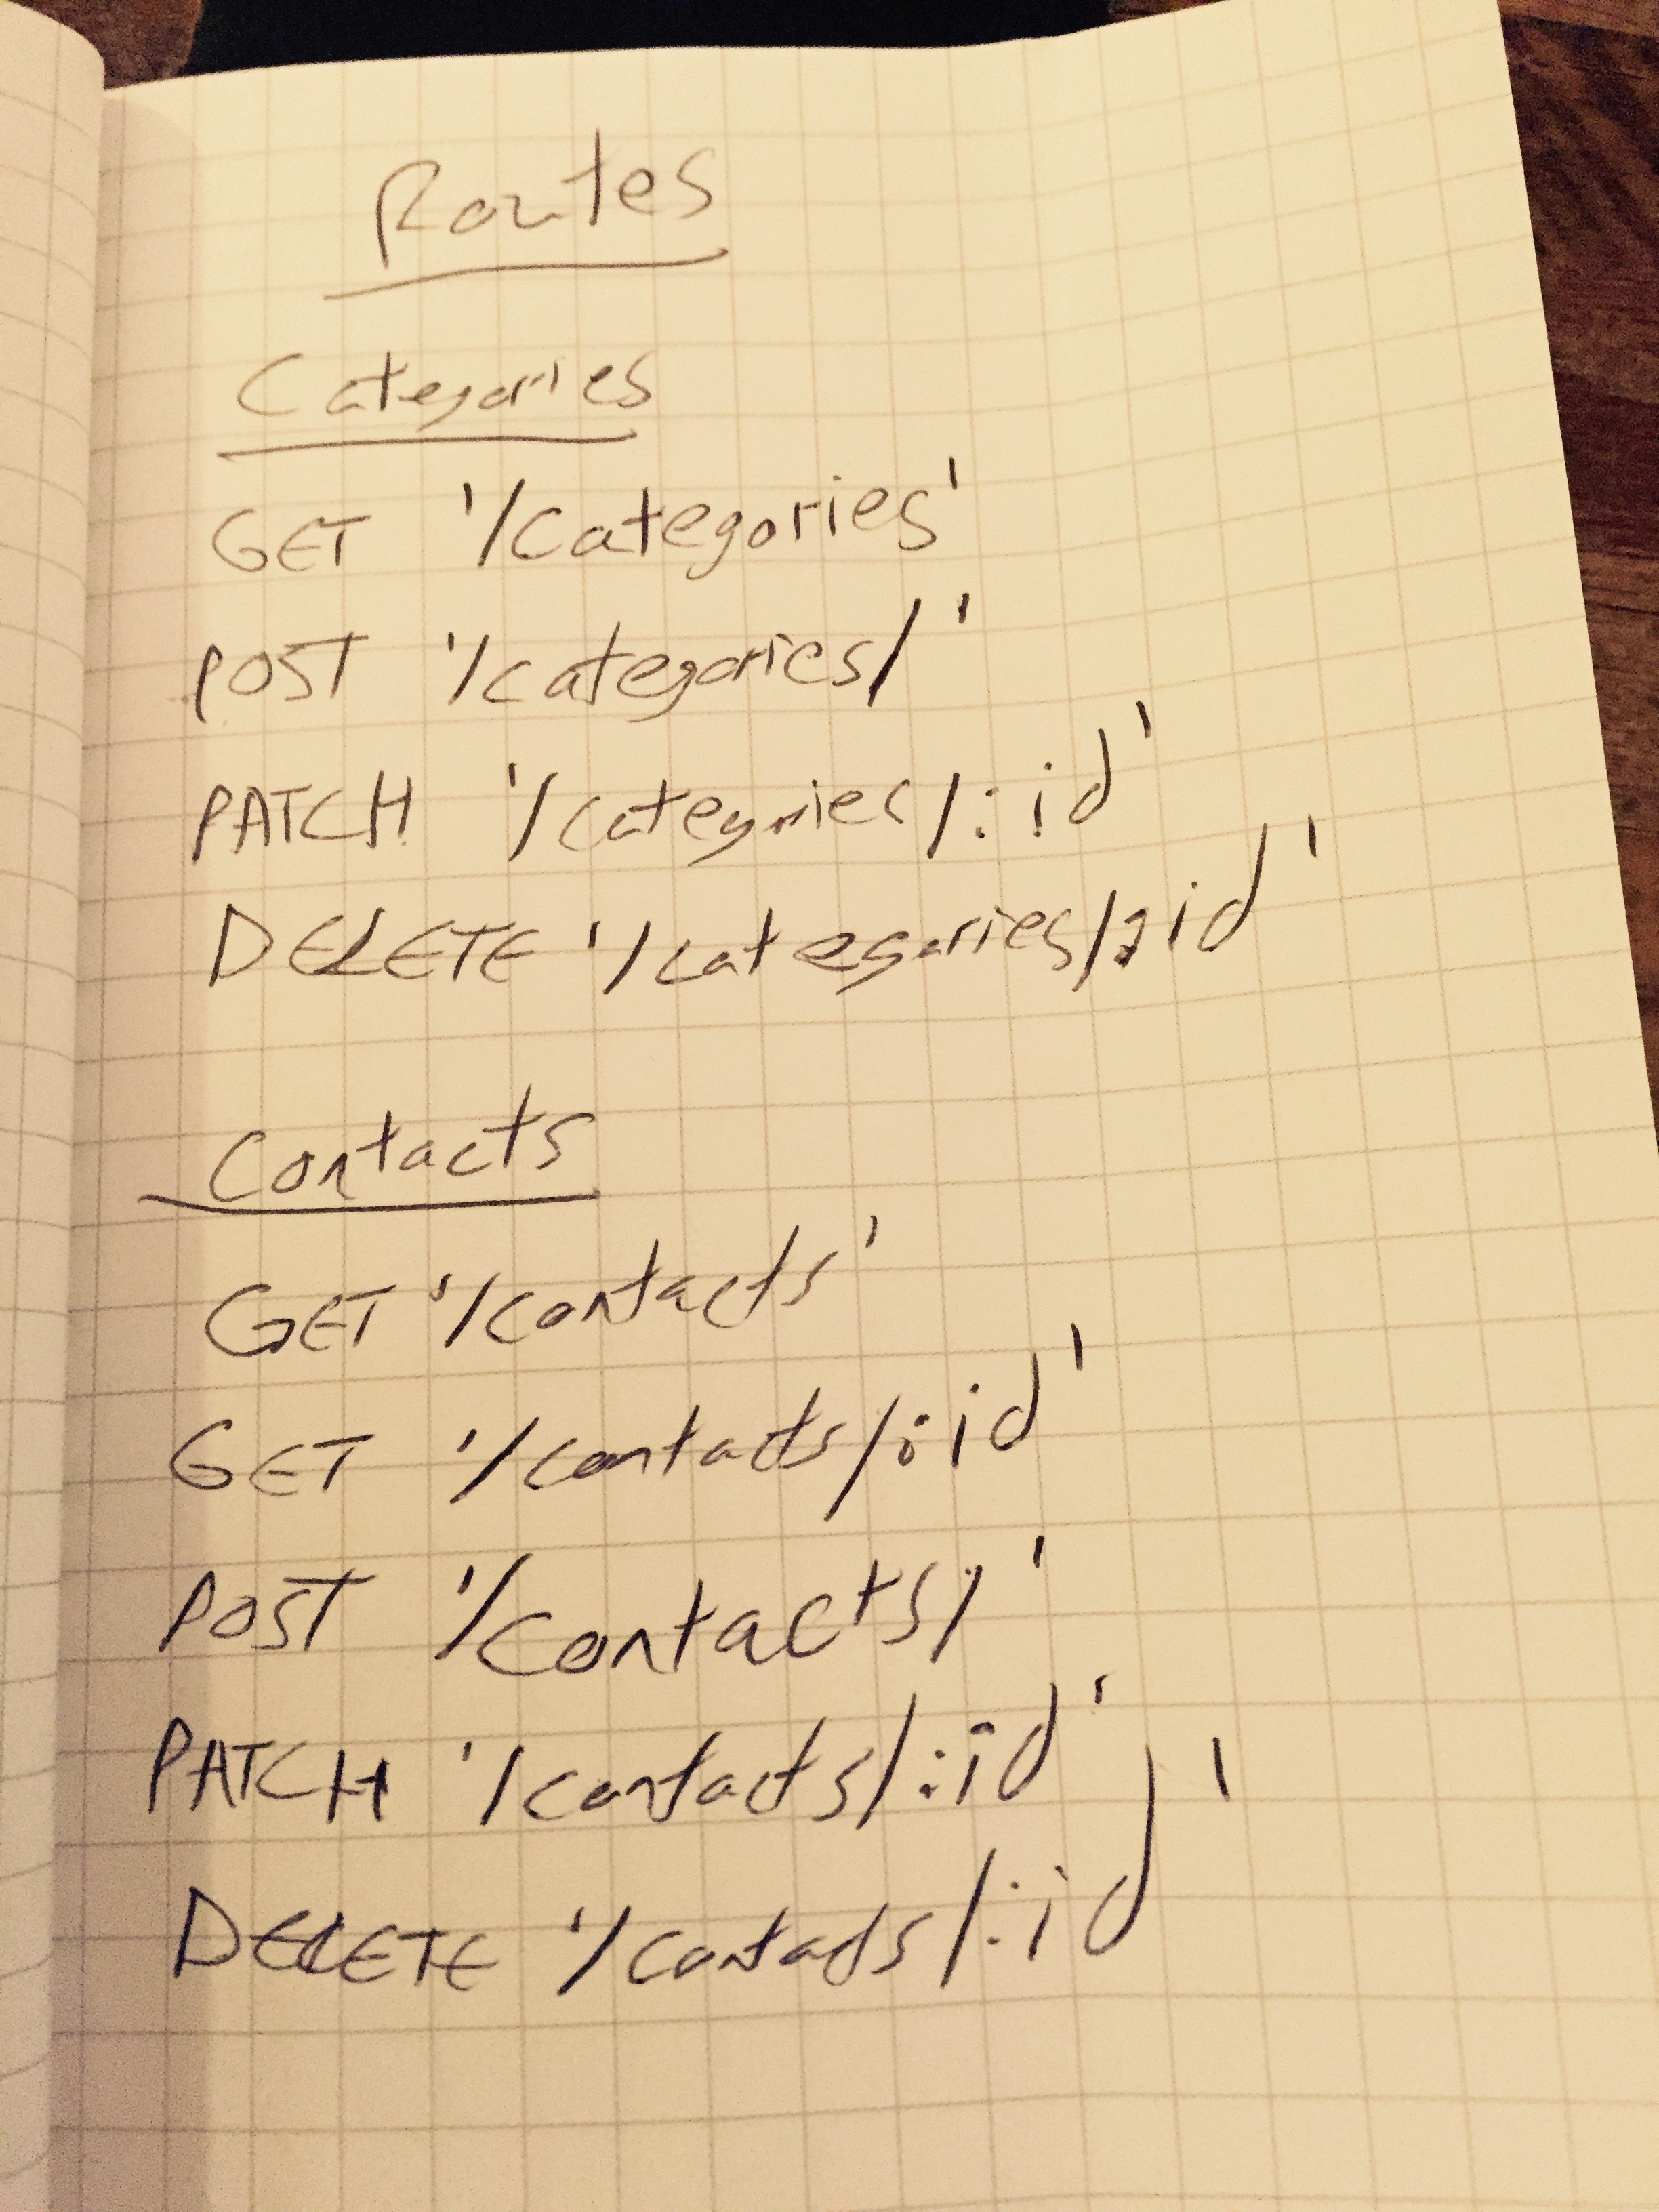 Routes
Categories
GET '/categories'
POST '/categories/'
PATCH '/categories/:id'
DELETE '/categories/:id'
Contacts
GET '/contacts'
GET '/contacts/:id'
POST '/contacts/'
PATCH '/contacts/:id'
DELETE '/contacts/:id'